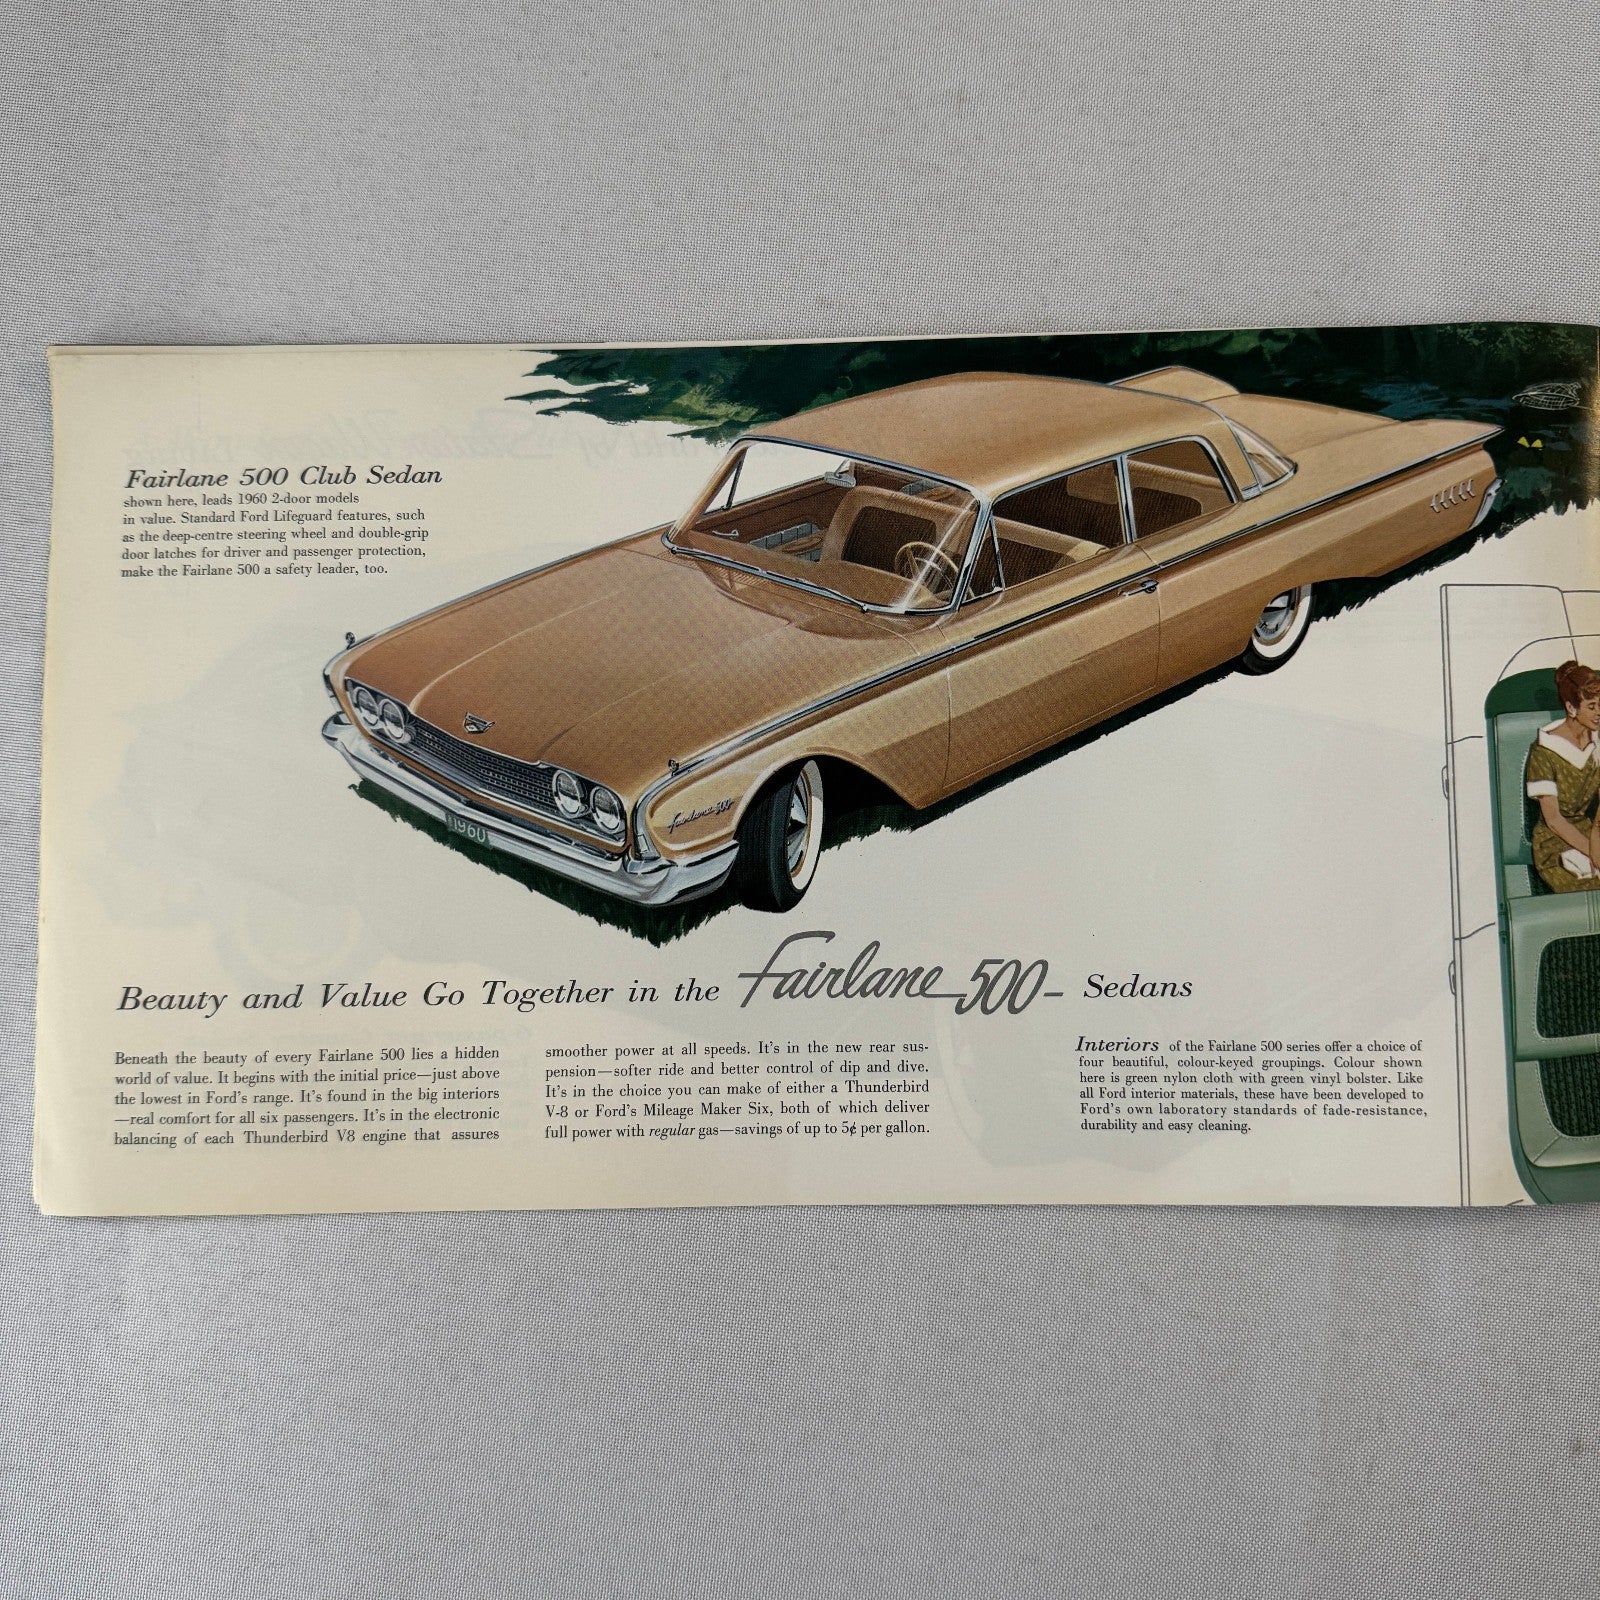 Fairlane 500 Club Sedan
shown here, leads 1960 2-door models
in value. Standard Ford Lifeguard features, such
as the deep-centre steering wheel and double-grip
door latches for driver and passenger protection,
make the Fairlane 500 a safety leader, too.
Fairlane 500
1960
Beauty and Value Go Together in the Fairlane 500— Sedans
Beneath the beauty of every Fairlane 500 lies a hidden
world of value. It begins with the initial price—just above
the lowest in Ford's range. It's found in the big interiors
—real comfort for all six passengers. It's in the electronic
balancing of each Thunderbird V8 engine that assures
smoother power at all speeds. It's in the new rear sus-
pension—softer ride and better control of dip and dive.
It's in the choice you can make of either a Thunderbird
V-8 or Ford's Mileage Maker Six, both of which deliver
full power with regular gas—savings of up to 5¢ per gallon.
Interiors of the Fairlane 500 series offer a choice of
four beautiful, colour-keyed groupings. Colour shown
here is green nylon cloth with green vinyl bolster. Like
all Ford interior materials, these have been developed to
Ford's own laboratory standards of fade-resistance,
durability and easy cleaning.